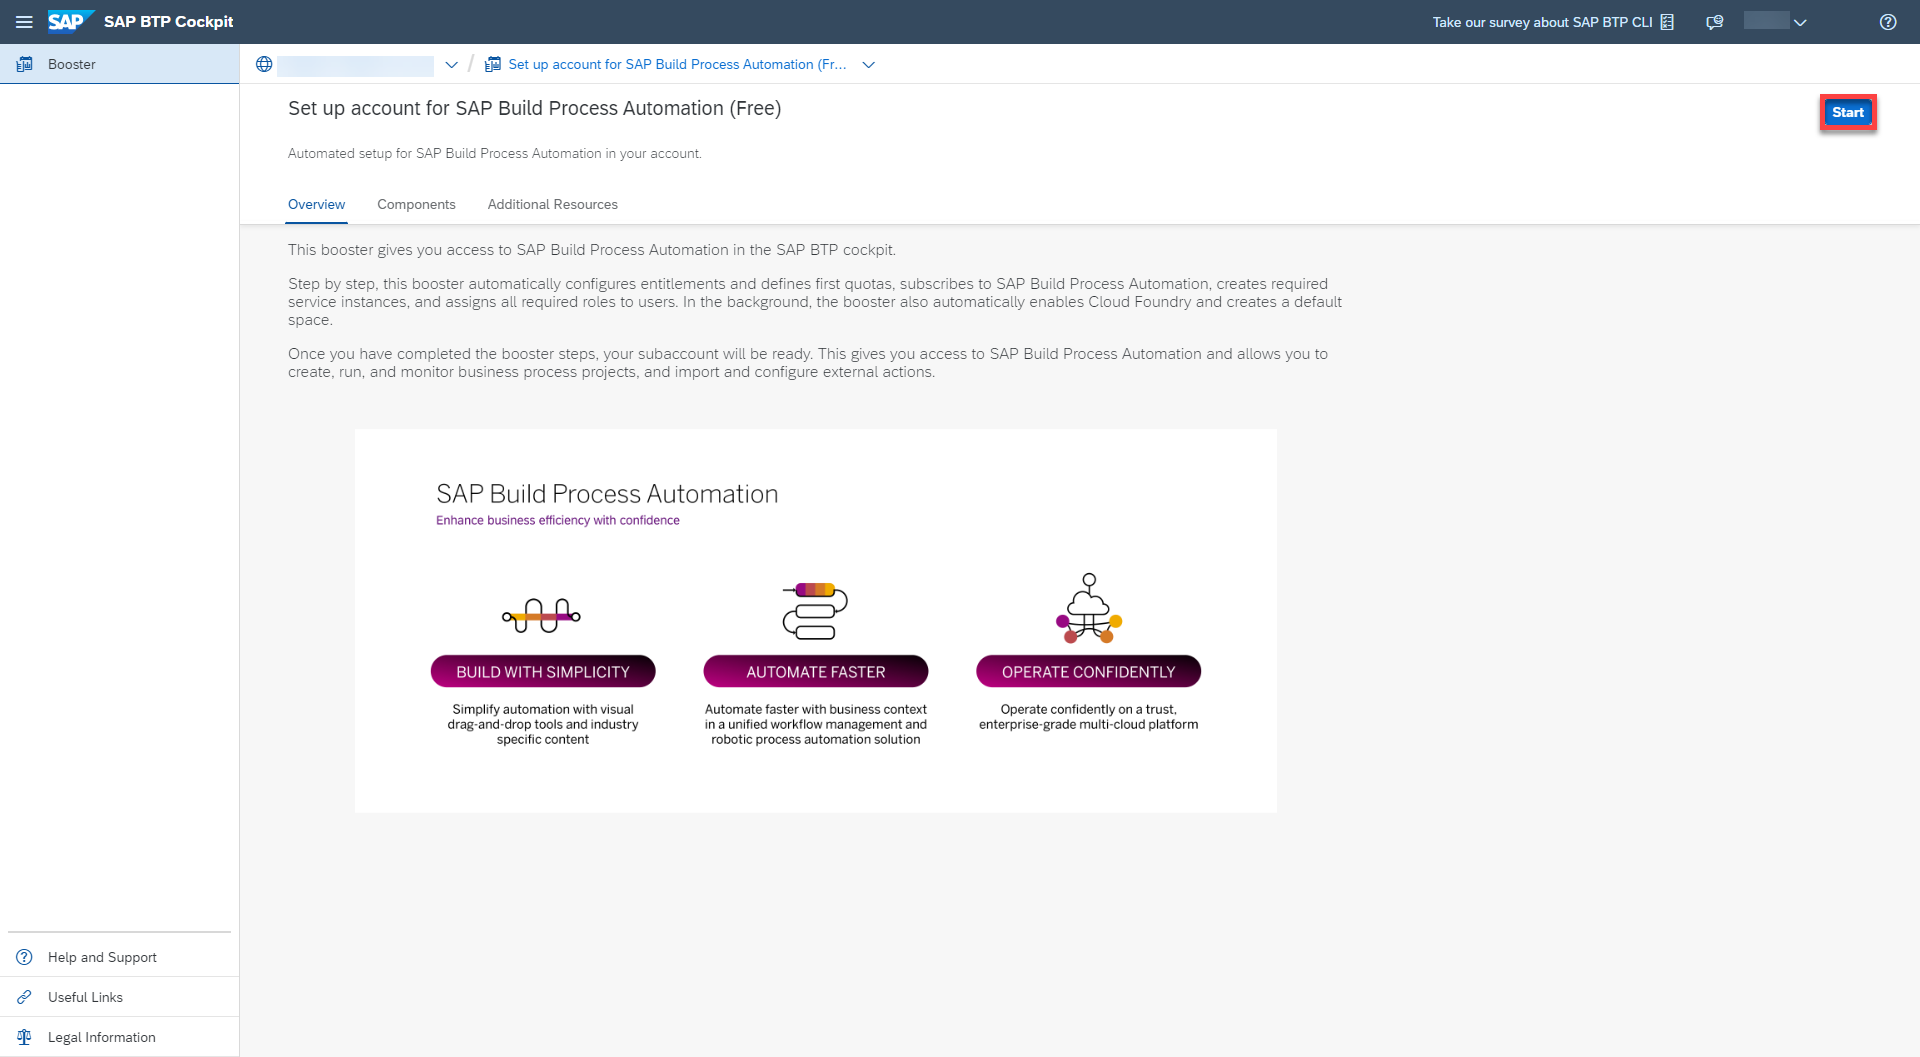 SAP SAP BTP Cockpit
Take our survey about SAP BTP CLI
Booster
Set up account for SAP Build Process Automation (Fr...
Set up account for SAP Build Process Automation (Free)
Start
Automated setup for SAP Build Process Automation in your account.
Overview Components Additional Resources
This booster gives you access to SAP Build Process Automation in the SAP BTP cockpit.
Step by step, this booster automatically configures entitlements and defines first quotas, subscribes to SAP Build Process Automation, creates required
service instances, and assigns all required roles to users. In the background, the booster also automatically enables Cloud Foundry and creates a default
space.
Once you have completed the booster steps, your subaccount will be ready. This gives you access to SAP Build Process Automation and allows you to
create, run, and monitor business process projects, and import and configure external actions.
SAP Build Process Automation
Enhance business efficiency with confidence
BUILD WITH SIMPLICITY
Simplify automation with visual
drag-and-drop tools and industry
specific content
AUTOMATE FASTER
Automate faster with business context
in a unified workflow management and
robotic process automation solution
OPERATE CONFIDENTLY
Operate confidently on a trust,
enterprise-grade multi-cloud platform
Help and Support
Useful Links
Legal Information